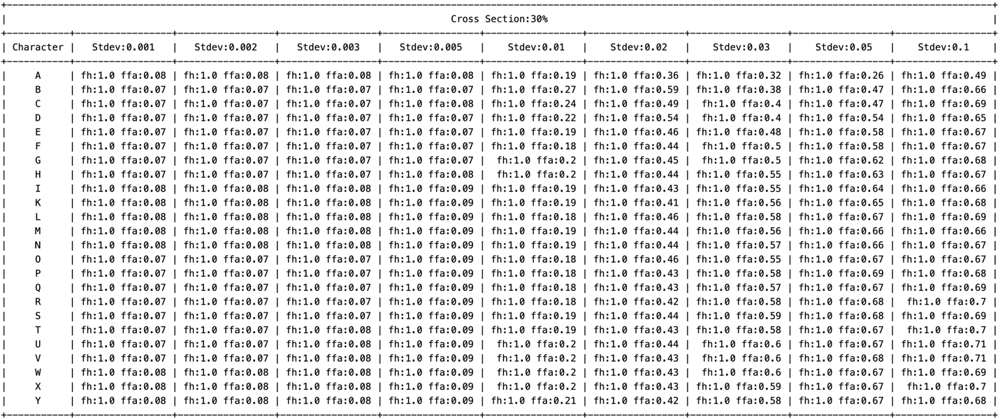 Cross Section:30%
| Character | Stdev:0.001 | Stdev:0.002 | Stdev:0.003 | Stdev:0.005 | Stdev:0.01 | Stdev:0.02 | Stdev:0.03 | Stdev:0.05 | Stdev:0.1 |
| A | fh:1.0 ffa:0.08 | fh:1.0 ffa:0.08 | fh:1.0 ffa:0.08 | fh:1.0 ffa:0.08 | fh:1.0 ffa:0.19 | fh:1.0 ffa:0.36 | fh:1.0 ffa:0.32 | fh:1.0 ffa:0.26 | fh:1.0 ffa:0.49 |
| B | fh:1.0 ffa:0.07 | fh:1.0 ffa:0.07 | fh:1.0 ffa:0.07 | fh:1.0 ffa:0.07 | fh:1.0 ffa:0.27 | fh:1.0 ffa:0.59 | fh:1.0 ffa:0.38 | fh:1.0 ffa:0.47 | fh:1.0 ffa:0.66 |
| C | fh:1.0 ffa:0.07 | fh:1.0 ffa:0.07 | fh:1.0 ffa:0.07 | fh:1.0 ffa:0.08 | fh:1.0 ffa:0.24 | fh:1.0 ffa:0.49 | fh:1.0 ffa:0.4 | fh:1.0 ffa:0.47 | fh:1.0 ffa:0.69 |
| D | fh:1.0 ffa:0.07 | fh:1.0 ffa:0.07 | fh:1.0 ffa:0.07 | fh:1.0 ffa:0.07 | fh:1.0 ffa:0.22 | fh:1.0 ffa:0.54 | fh:1.0 ffa:0.4 | fh:1.0 ffa:0.54 | fh:1.0 ffa:0.65 |
| E | fh:1.0 ffa:0.07 | fh:1.0 ffa:0.07 | fh:1.0 ffa:0.07 | fh:1.0 ffa:0.07 | fh:1.0 ffa:0.19 | fh:1.0 ffa:0.46 | fh:1.0 ffa:0.48 | fh:1.0 ffa:0.58 | fh:1.0 ffa:0.67 |
| F | fh:1.0 ffa:0.07 | fh:1.0 ffa:0.07 | fh:1.0 ffa:0.07 | fh:1.0 ffa:0.07 | fh:1.0 ffa:0.18 | fh:1.0 ffa:0.44 | fh:1.0 ffa:0.5 | fh:1.0 ffa:0.58 | fh:1.0 ffa:0.67 |
| G | fh:1.0 ffa:0.07 | fh:1.0 ffa:0.07 | fh:1.0 ffa:0.07 | fh:1.0 ffa:0.07 | fh:1.0 ffa:0.2 | fh:1.0 ffa:0.45 | fh:1.0 ffa:0.5 | fh:1.0 ffa:0.62 | fh:1.0 ffa:0.68 |
| H | fh:1.0 ffa:0.07 | fh:1.0 ffa:0.07 | fh:1.0 ffa:0.07 | fh:1.0 ffa:0.08 | fh:1.0 ffa:0.2 | fh:1.0 ffa:0.44 | fh:1.0 ffa:0.55 | fh:1.0 ffa:0.63 | fh:1.0 ffa:0.67 |
| I | fh:1.0 ffa:0.08 | fh:1.0 ffa:0.08 | fh:1.0 ffa:0.08 | fh:1.0 ffa:0.09 | fh:1.0 ffa:0.19 | fh:1.0 ffa:0.43 | fh:1.0 ffa:0.55 | fh:1.0 ffa:0.64 | fh:1.0 ffa:0.66 |
| K | fh:1.0 ffa:0.08 | fh:1.0 ffa:0.08 | fh:1.0 ffa:0.08 | fh:1.0 ffa:0.09 | fh:1.0 ffa:0.19 | fh:1.0 ffa:0.41 | fh:1.0 ffa:0.56 | fh:1.0 ffa:0.65 | fh:1.0 ffa:0.68 |
| L | fh:1.0 ffa:0.08 | fh:1.0 ffa:0.08 | fh:1.0 ffa:0.08 | fh:1.0 ffa:0.09 | fh:1.0 ffa:0.18 | fh:1.0 ffa:0.46 | fh:1.0 ffa:0.58 | fh:1.0 ffa:0.67 | fh:1.0 ffa:0.69 |
| M | fh:1.0 ffa:0.08 | fh:1.0 ffa:0.08 | fh:1.0 ffa:0.08 | fh:1.0 ffa:0.09 | fh:1.0 ffa:0.19 | fh:1.0 ffa:0.44 | fh:1.0 ffa:0.56 | fh:1.0 ffa:0.66 | fh:1.0 ffa:0.66 |
| N | fh:1.0 ffa:0.08 | fh:1.0 ffa:0.08 | fh:1.0 ffa:0.08 | fh:1.0 ffa:0.09 | fh:1.0 ffa:0.19 | fh:1.0 ffa:0.44 | fh:1.0 ffa:0.57 | fh:1.0 ffa:0.66 | fh:1.0 ffa:0.67 |
| O | fh:1.0 ffa:0.07 | fh:1.0 ffa:0.07 | fh:1.0 ffa:0.07 | fh:1.0 ffa:0.09 | fh:1.0 ffa:0.18 | fh:1.0 ffa:0.46 | fh:1.0 ffa:0.55 | fh:1.0 ffa:0.67 | fh:1.0 ffa:0.67 |
| P | fh:1.0 ffa:0.07 | fh:1.0 ffa:0.07 | fh:1.0 ffa:0.07 | fh:1.0 ffa:0.09 | fh:1.0 ffa:0.18 | fh:1.0 ffa:0.43 | fh:1.0 ffa:0.58 | fh:1.0 ffa:0.69 | fh:1.0 ffa:0.68 |
| Q | fh:1.0 ffa:0.07 | fh:1.0 ffa:0.07 | fh:1.0 ffa:0.07 | fh:1.0 ffa:0.09 | fh:1.0 ffa:0.18 | fh:1.0 ffa:0.43 | fh:1.0 ffa:0.57 | fh:1.0 ffa:0.67 | fh:1.0 ffa:0.69 |
| R | fh:1.0 ffa:0.07 | fh:1.0 ffa:0.07 | fh:1.0 ffa:0.07 | fh:1.0 ffa:0.09 | fh:1.0 ffa:0.18 | fh:1.0 ffa:0.42 | fh:1.0 ffa:0.58 | fh:1.0 ffa:0.68 | fh:1.0 ffa:0.7 |
| S | fh:1.0 ffa:0.07 | fh:1.0 ffa:0.07 | fh:1.0 ffa:0.07 | fh:1.0 ffa:0.09 | fh:1.0 ffa:0.19 | fh:1.0 ffa:0.44 | fh:1.0 ffa:0.59 | fh:1.0 ffa:0.68 | fh:1.0 ffa:0.69 |
| T | fh:1.0 ffa:0.07 | fh:1.0 ffa:0.07 | fh:1.0 ffa:0.08 | fh:1.0 ffa:0.09 | fh:1.0 ffa:0.19 | fh:1.0 ffa:0.43 | fh:1.0 ffa:0.58 | fh:1.0 ffa:0.67 | fh:1.0 ffa:0.7 |
| U | fh:1.0 ffa:0.07 | fh:1.0 ffa:0.07 | fh:1.0 ffa:0.08 | fh:1.0 ffa:0.09 | fh:1.0 ffa:0.2 | fh:1.0 ffa:0.44 | fh:1.0 ffa:0.6 | fh:1.0 ffa:0.67 | fh:1.0 ffa:0.71 |
| V | fh:1.0 ffa:0.07 | fh:1.0 ffa:0.07 | fh:1.0 ffa:0.08 | fh:1.0 ffa:0.09 | fh:1.0 ffa:0.2 | fh:1.0 ffa:0.43 | fh:1.0 ffa:0.6 | fh:1.0 ffa:0.68 | fh:1.0 ffa:0.71 |
| W | fh:1.0 ffa:0.08 | fh:1.0 ffa:0.08 | fh:1.0 ffa:0.08 | fh:1.0 ffa:0.09 | fh:1.0 ffa:0.2 | fh:1.0 ffa:0.43 | fh:1.0 ffa:0.6 | fh:1.0 ffa:0.67 | fh:1.0 ffa:0.69 |
| X | fh:1.0 ffa:0.08 | fh:1.0 ffa:0.08 | fh:1.0 ffa:0.08 | fh:1.0 ffa:0.09 | fh:1.0 ffa:0.2 | fh:1.0 ffa:0.43 | fh:1.0 ffa:0.59 | fh:1.0 ffa:0.67 | fh:1.0 ffa:0.7 |
| Y | fh:1.0 ffa:0.08 | fh:1.0 ffa:0.08 | fh:1.0 ffa:0.08 | fh:1.0 ffa:0.09 | fh:1.0 ffa:0.21 | fh:1.0 ffa:0.42 | fh:1.0 ffa:0.58 | fh:1.0 ffa:0.67 | fh:1.0 ffa:0.68 |